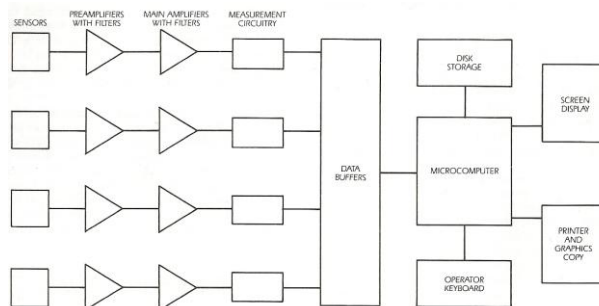 SENSORS
PREAMPLIFIERS
WITH FILTERS
MAIN AMPLIFIERS
WITH FILTERS
MEASUREMENT
CIRCUITRY
DISK
STORAGE
SCREEN
DISPLAY
DATA
BUFFERS
MICROCOMPUTER
PRINTER
AND
GRAPHICS
COPY
OPERATOR
KEYBOARD